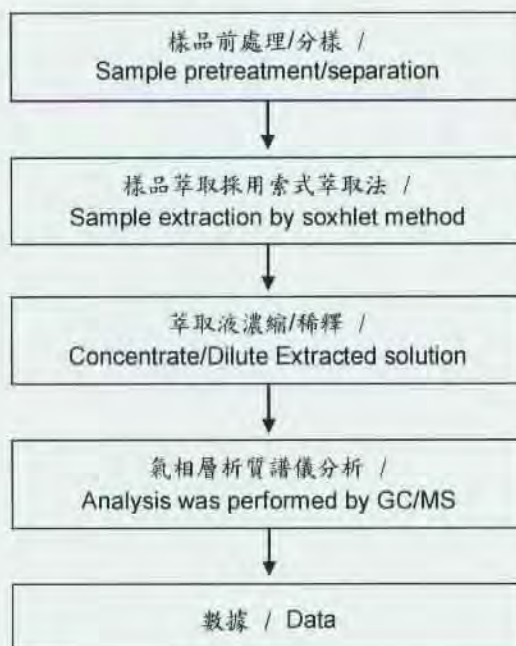 樣品前處理/分樣 /
Sample pretreatment/separation
樣品萃取採用索式萃取法 /
Sample extraction by soxhlet method
萃取液濃縮/稀釋 /
Concentrate/Dilute Extracted solution
氣相層析質譜儀分析 /
Analysis was performed by GC/MS
數據 / Data